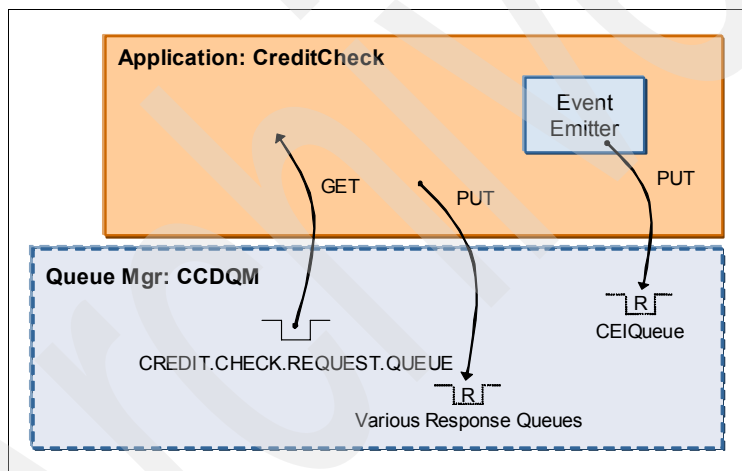 Application: CreditCheck
Event
Emitter
GET
PUT
PUT
Queue Mgr: CCDQM
R
CEIQueue
CREDIT.CHECK.REQUEST.QUEUE
R
Various Response Queues